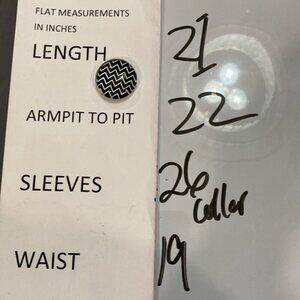 FLAT MEASUREMENTS
IN INCHES
LENGTH 21
ARMPIT TO PIT 22
SLEEVES 26
collar
WAIST 19